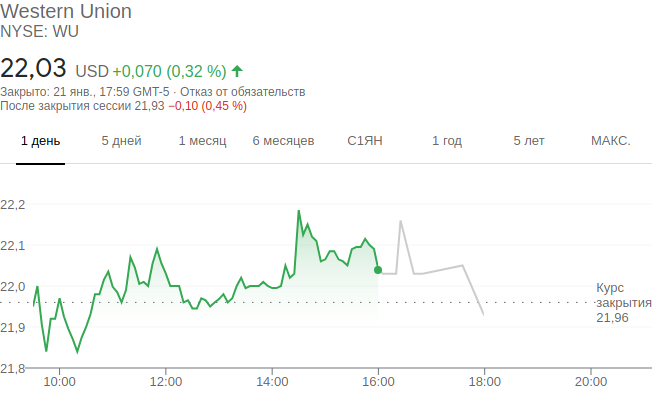 Western Union
NYSE: WU
22,03 USD +0,070 (0,32 %)
Закрыто: 21 янв., 17:59 GMT-5 · Отказ от обязательств
После закрытия сессии 21,93 −0,10 (0,45 %)
1 день 5 дней 1 месяц 6 месяцев С1ЯН 1 год 5 лет МАКС.
22,2
22,1
22,0
21,9
21,8
Курс
закрытия
21,96
10:00 12:00 14:00 16:00 18:00 20:00